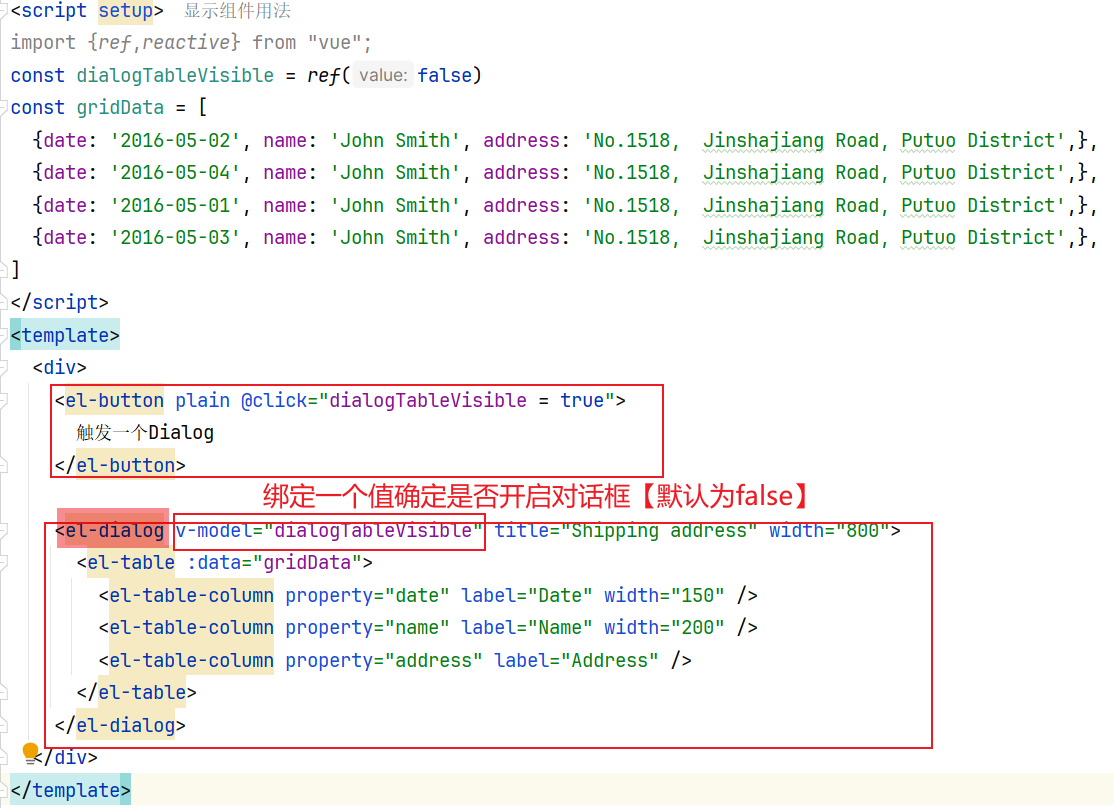 <script setup> 显示组件用法
import {ref,reactive} from "vue";
const dialogTableVisible = ref( value: false)
const gridData = [
  {date: '2016-05-02', name: 'John Smith', address: 'No.1518,  Jinshajiang Road, Putuo District',},
  {date: '2016-05-04', name: 'John Smith', address: 'No.1518,  Jinshajiang Road, Putuo District',},
  {date: '2016-05-01', name: 'John Smith', address: 'No.1518,  Jinshajiang Road, Putuo District',},
  {date: '2016-05-03', name: 'John Smith', address: 'No.1518,  Jinshajiang Road, Putuo District',},
]
</script>
<template>
  <div>
    <el-button plain @click="dialogTableVisible = true">
      触发一个Dialog
    </el-button>
绑定一个值确定是否开启对话框【默认为false】
    <el-dialog v-model="dialogTableVisible" title="Shipping address" width="800">
      <el-table :data="gridData">
        <el-table-column property="date" label="Date" width="150" />
        <el-table-column property="name" label="Name" width="200" />
        <el-table-column property="address" label="Address" />
      </el-table>
    </el-dialog>
  </div>
</template>